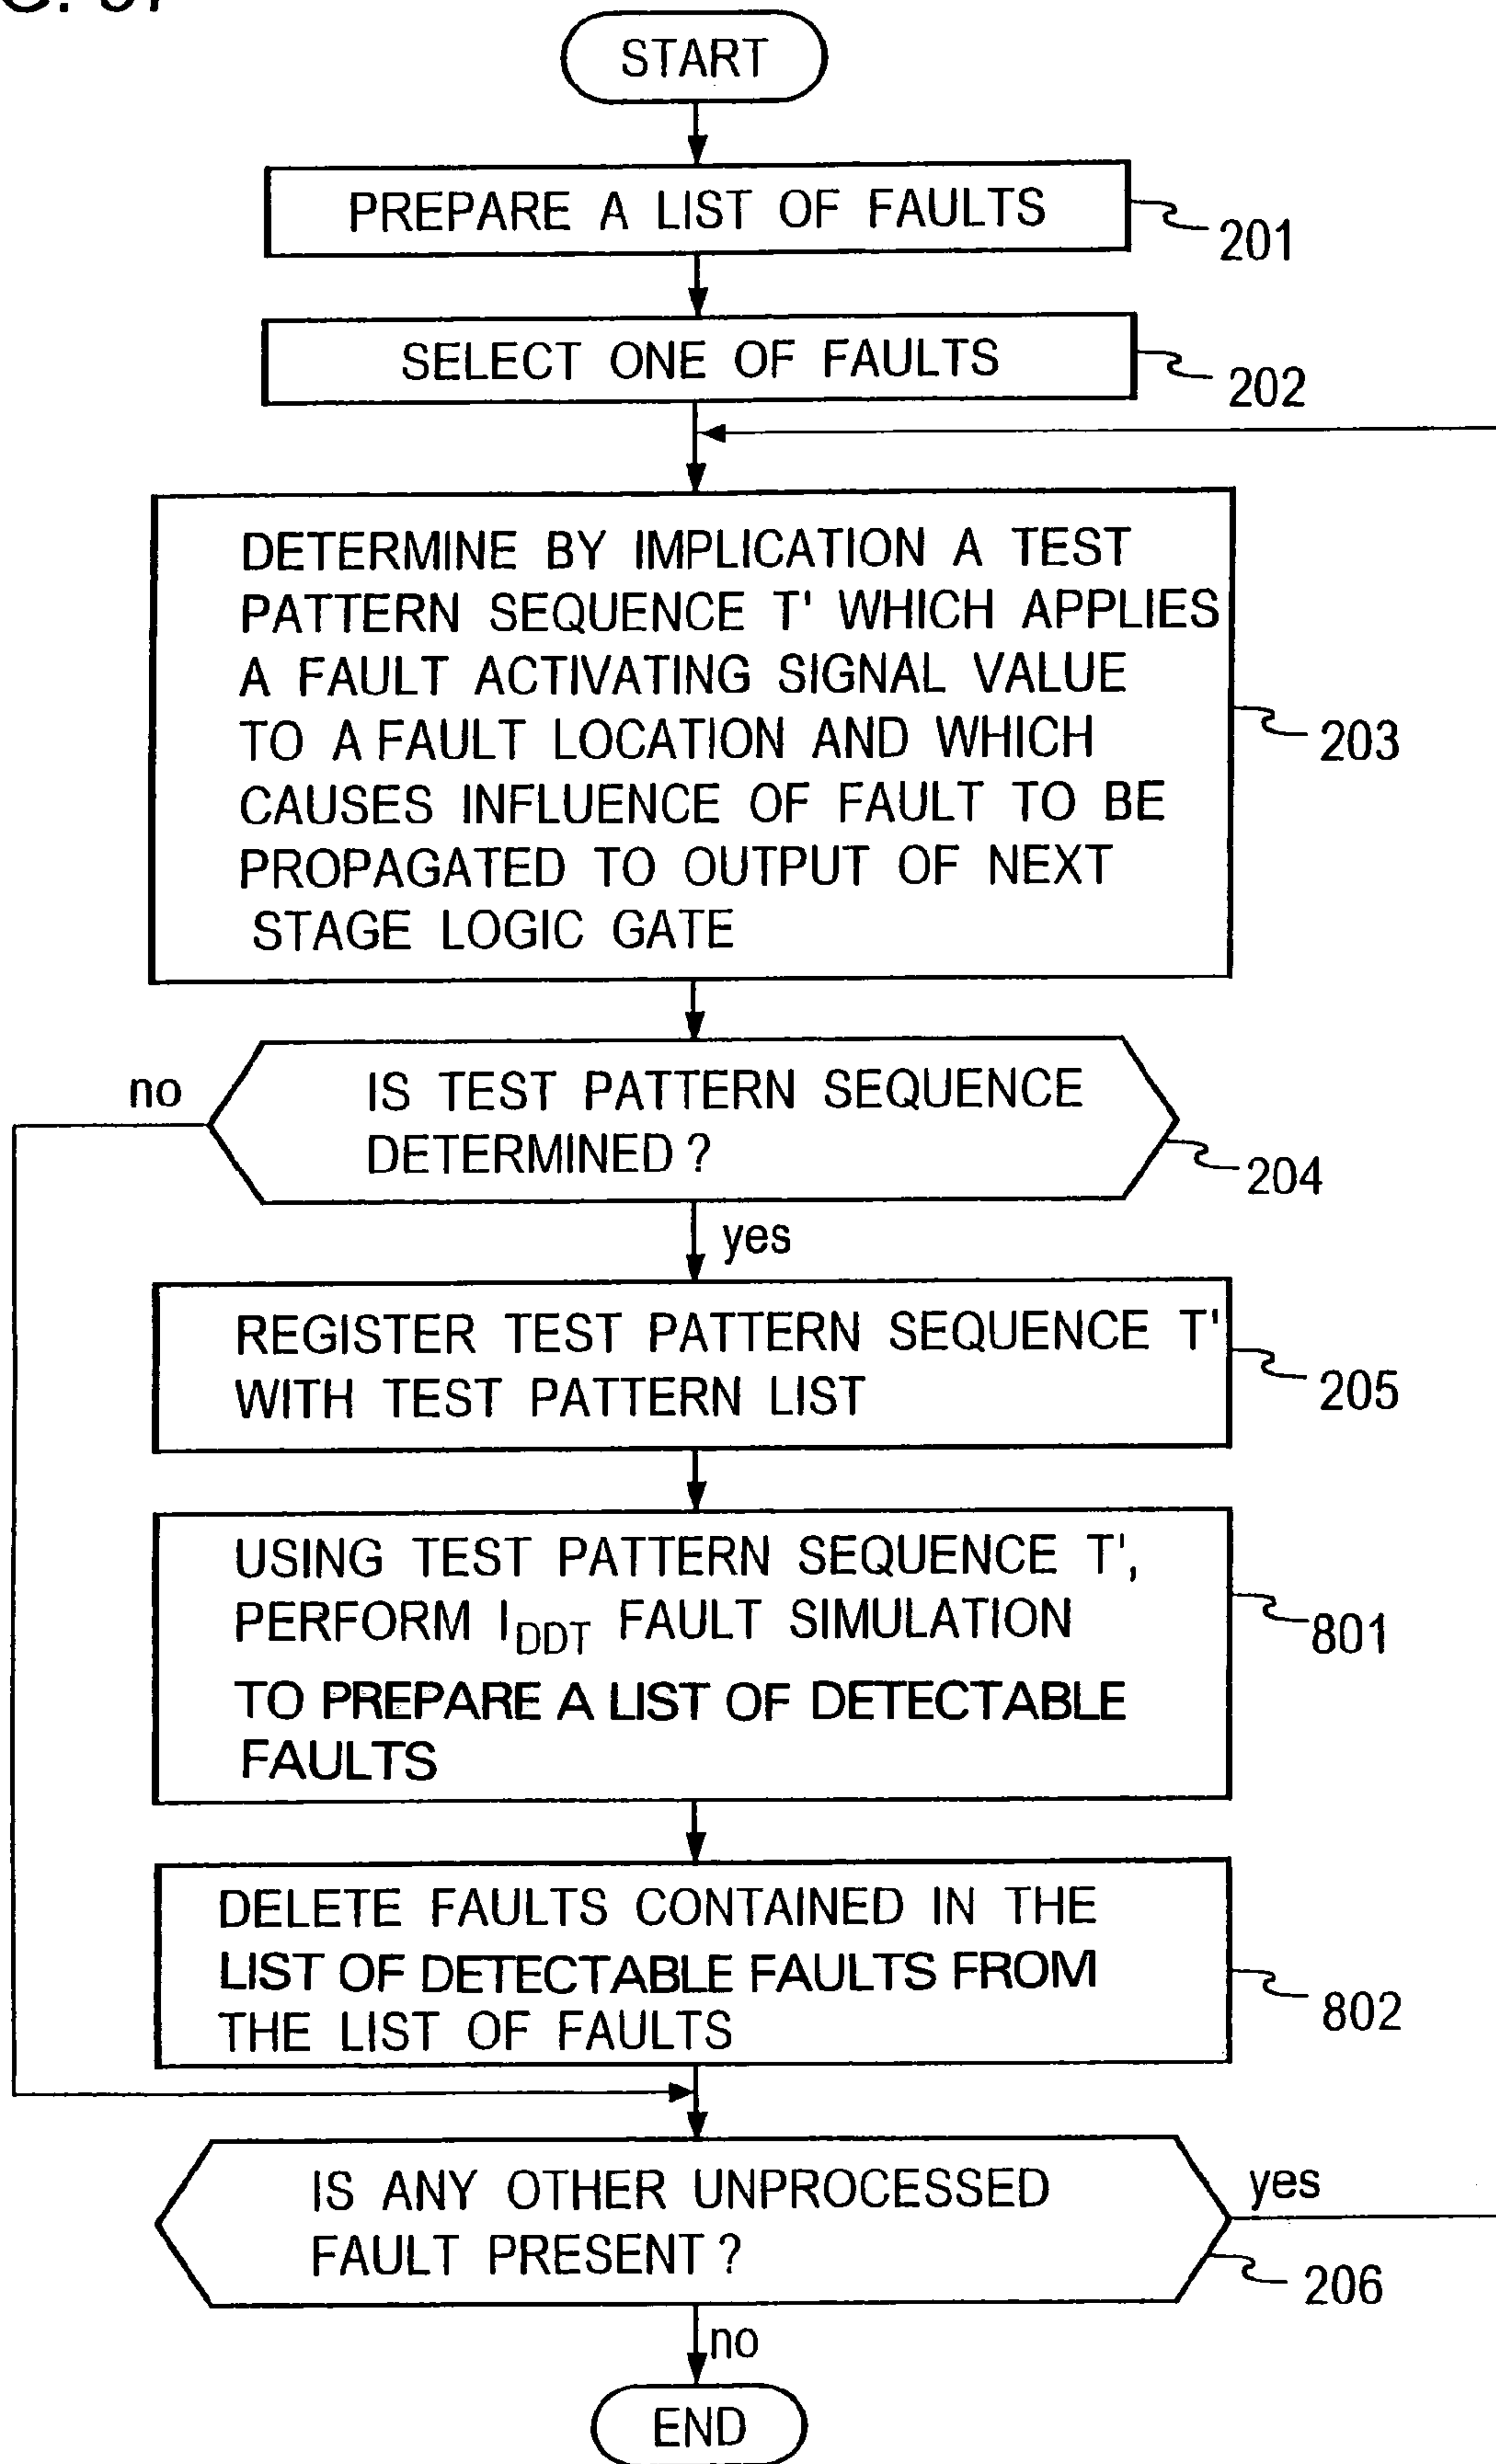 START
PREPARE A LIST OF FAULTS
201
SELECT ONE OF FAULTS
202
DETERMINE BY IMPLICATION A TEST
PATTERN SEQUENCE T' WHICH APPLIES
A FAULT ACTIVATING SIGNAL VALUE
TO A FAULT LOCATION AND WHICH
CAUSES INFLUENCE OF FAULT TO BE
PROPAGATED TO OUTPUT OF NEXT
STAGE LOGIC GATE
203
no
IS TEST PATTERN SEQUENCE
DETERMINED ?
204
yes
REGISTER TEST PATTERN SEQUENCE T'
WITH TEST PATTERN LIST
205
USING TEST PATTERN SEQUENCE T',
PERFORM IDDT FAULT SIMULATION
TO PREPARE A LIST OF DETECTABLE
FAULTS
801
DELETE FAULTS CONTAINED IN THE
LIST OF DETECTABLE FAULTS FROM
THE LIST OF FAULTS
802
IS ANY OTHER UNPROCESSED
FAULT PRESENT ?
yes
206
no
END